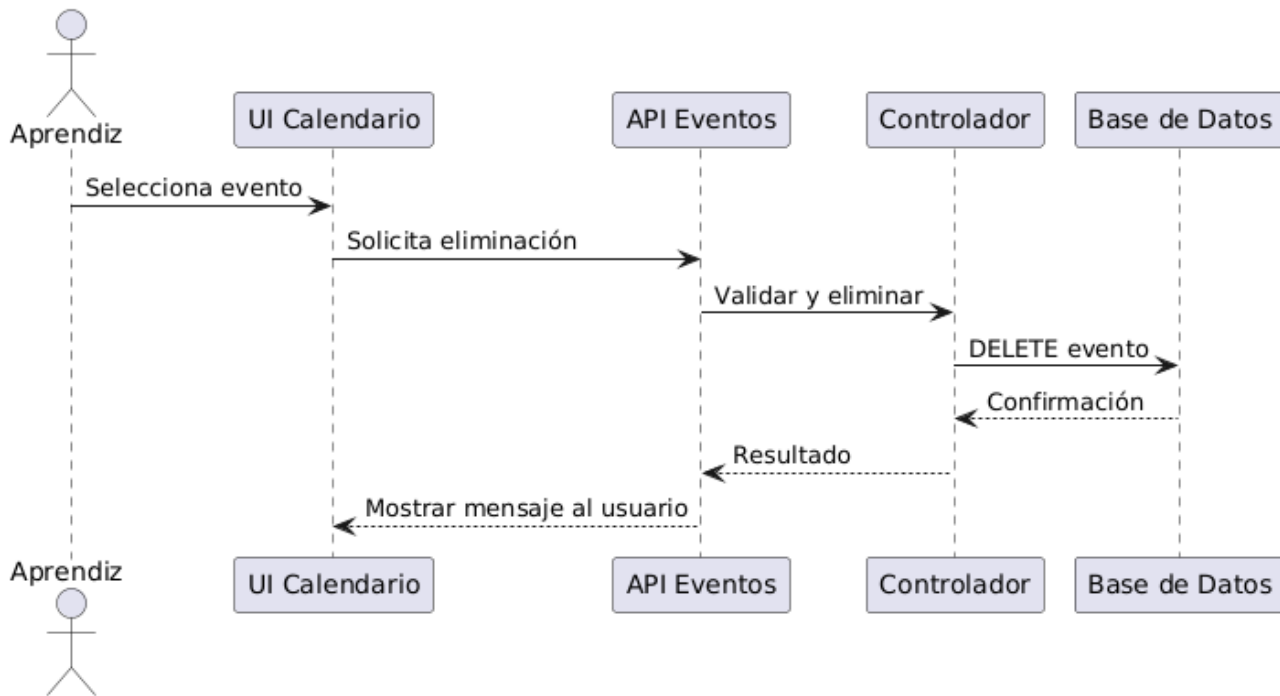 Aprendiz
UI Calendario
API Eventos
Controlador
Base de Datos
Selecciona evento
Solicita eliminación
Validar y eliminar
DELETE evento
Confirmación
Resultado
Mostrar mensaje al usuario
Aprendiz
UI Calendario
API Eventos
Controlador
Base de Datos